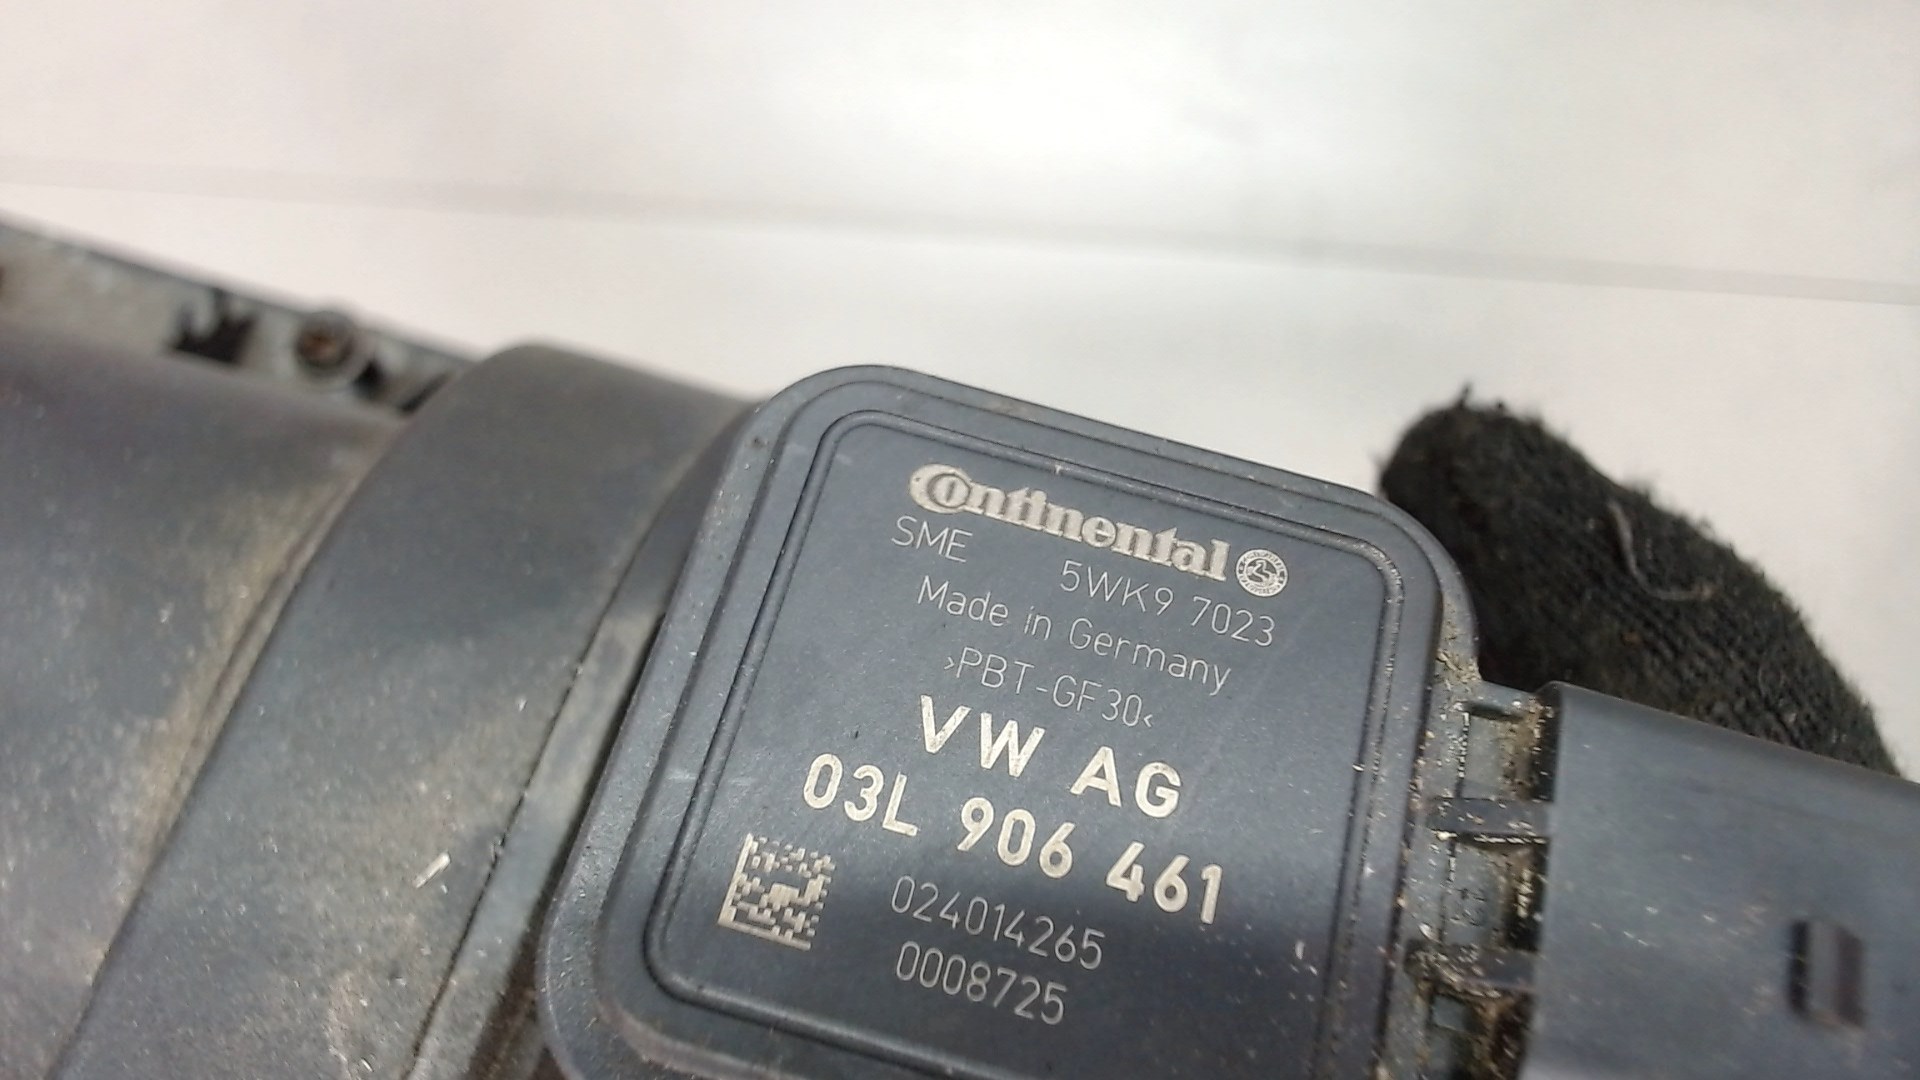 Continental
SME 5WK9 7023
Made in Germany
›PBT-GF30‹
VW AG
03L 906 461
024014265
0008725